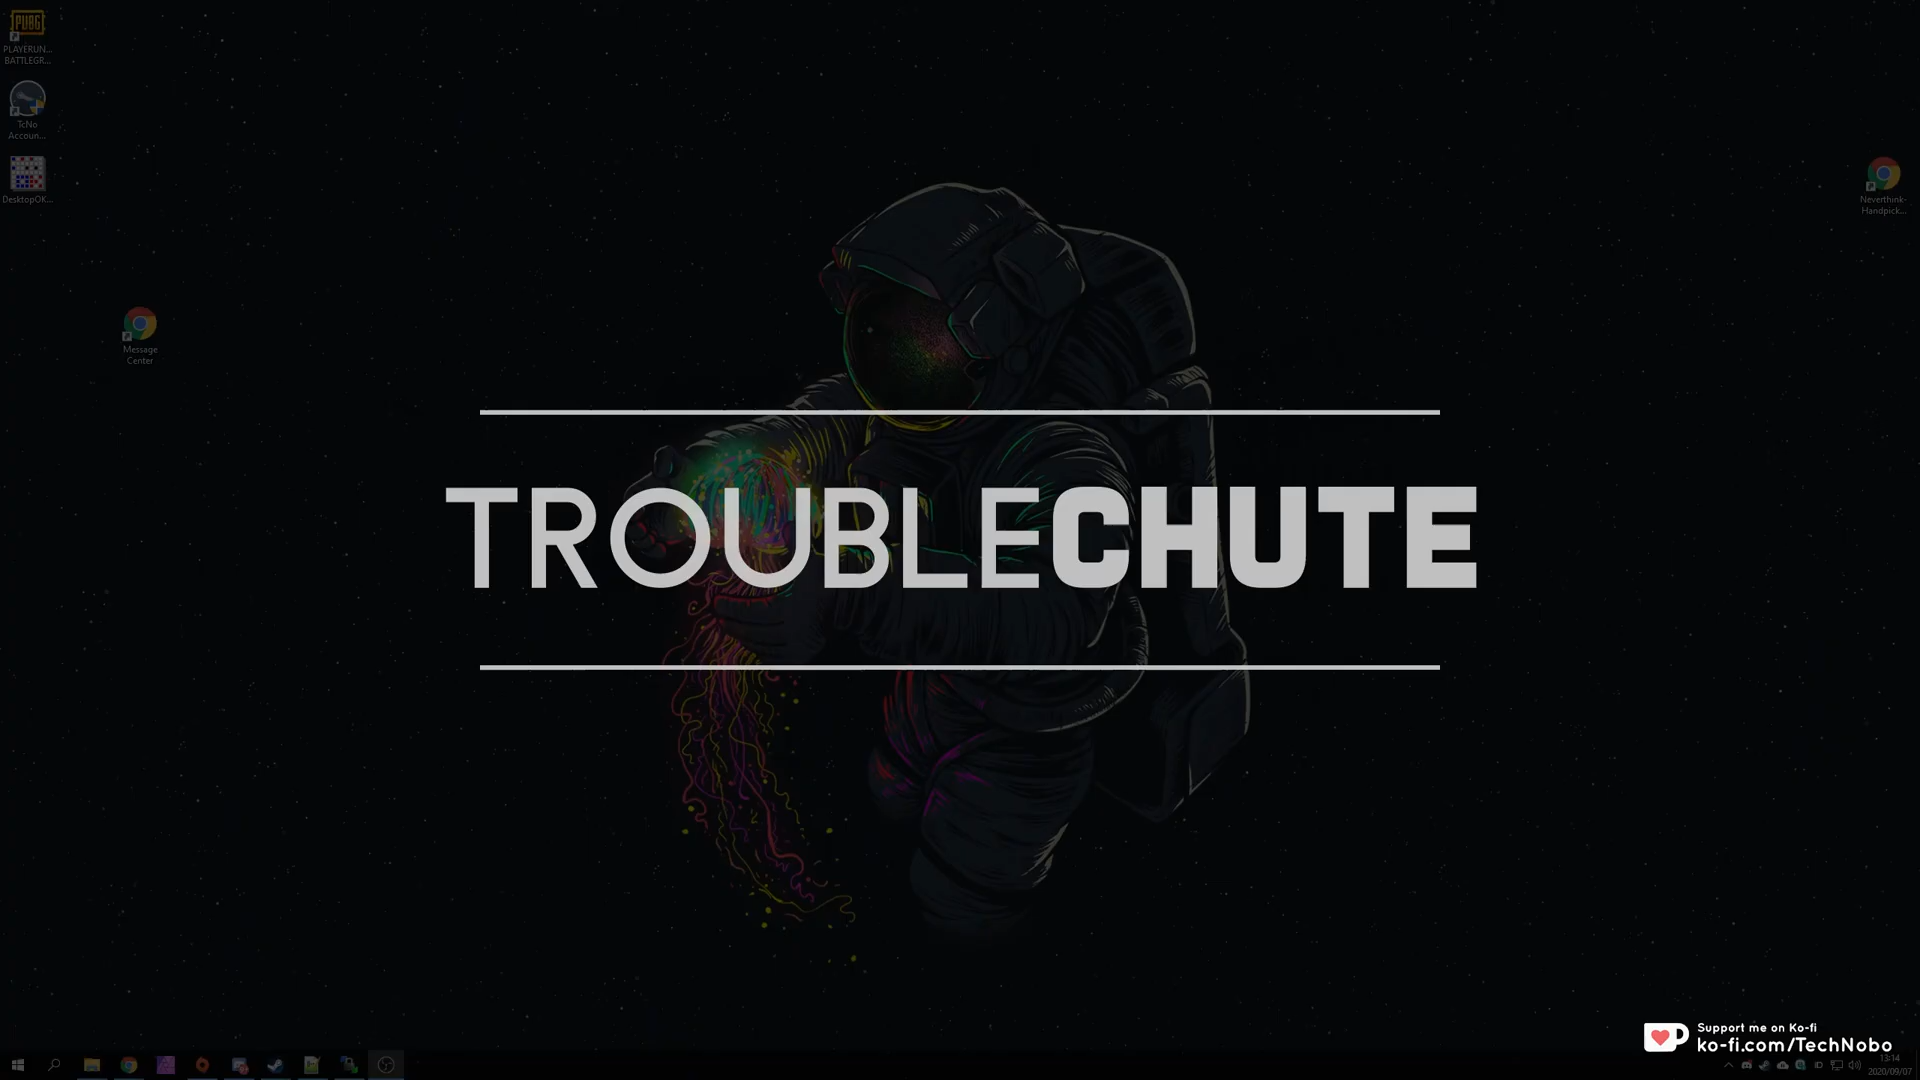 PLAYERUN...
BATTLEGR...
TcNo
Accoun...
DesktopOK...
Message
Center
Neverthink-
Handpick...
TROUBLECHUTE
Support me on Ko-fi
ko-fi.com/TechNobo
13:14
2020/09/07
PUBG